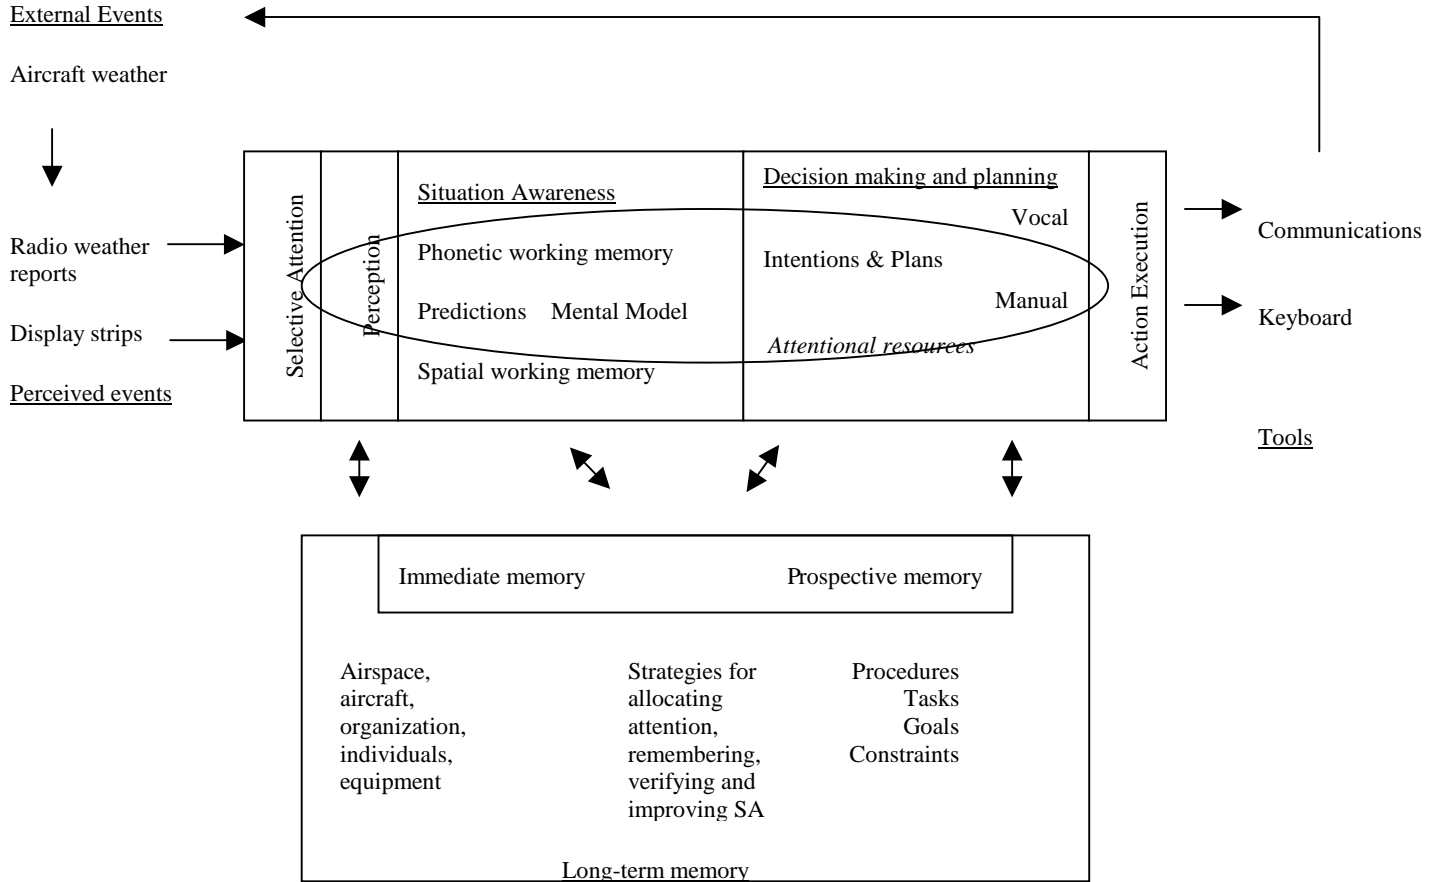 External Events
Aircraft weather
Radio weather
reports
Display strips
Perceived events
Selective Attention
Perception
Situation Awareness
Phonetic working memory
Predictions Mental Model
Spatial working memory
Decision making and planning
Vocal
Intentions & Plans
Manual
Attentional resources
Action Execution
Communications
Keyboard
Tools
Immediate memory
Prospective memory
Airspace,
aircraft,
organization,
individuals,
equipment
Strategies for
allocating
attention,
remembering,
verifying and
improving SA
Procedures
Tasks
Goals
Constraints
Long-term memory